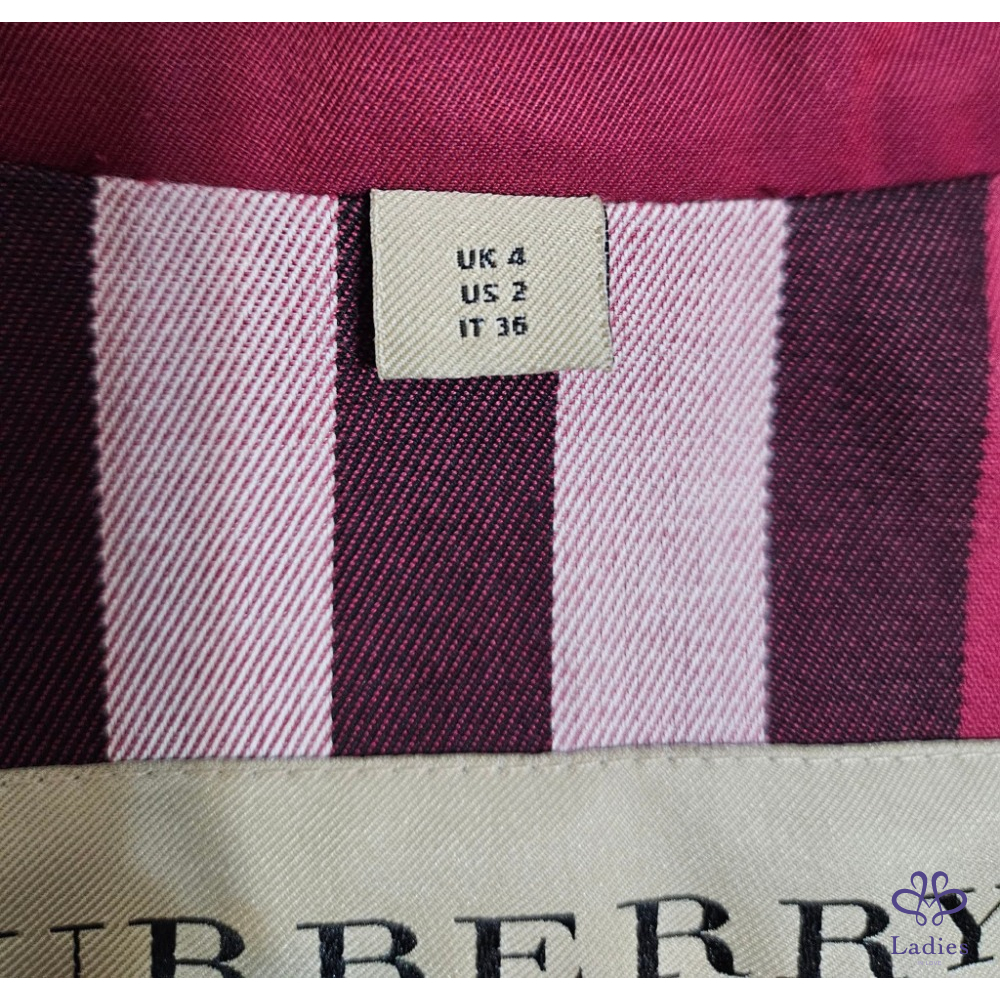 UK 4
US 2
IT 36
URBERRY
Ladies